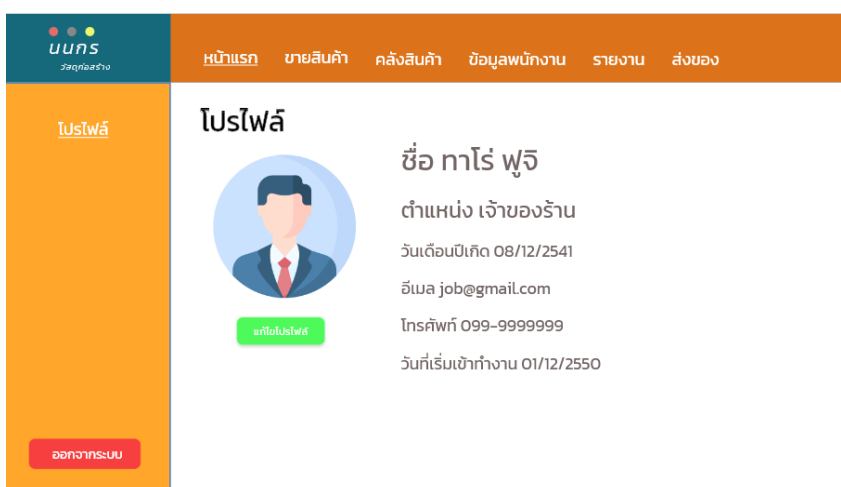 นนกร
วัสดุก่อสร้าง
หน้าแรก ขายสินค้า คลังสินค้า ข้อมูลพนักงาน รายงาน ส่งของ
โปรไฟล์
โปรไฟล์
ชื่อ ทาโร่ ฟูจิ
ตำแหน่ง เจ้าของร้าน
วันเดือนปีเกิด 08/12/2541
อีเมล job@gmail.com
โทรศัพท์ 099-9999999
วันที่เริ่มเข้าทำงาน 01/12/2550
แก้ไขโปรไฟล์
ออกจากระบบ